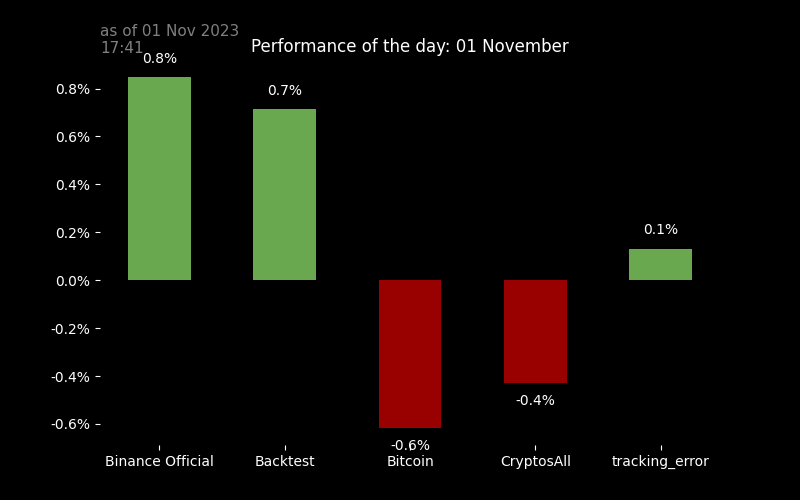 as of 01 Nov 2023
17:41
Performance of the day: 01 November
0.8%
0.7%
-0.6%
-0.4%
0.1%
0.8%
0.6%
0.4%
0.2%
0.0%
-0.2%
-0.4%
-0.6%
Binance Official
Backtest
Bitcoin
CryptosAll
tracking_error